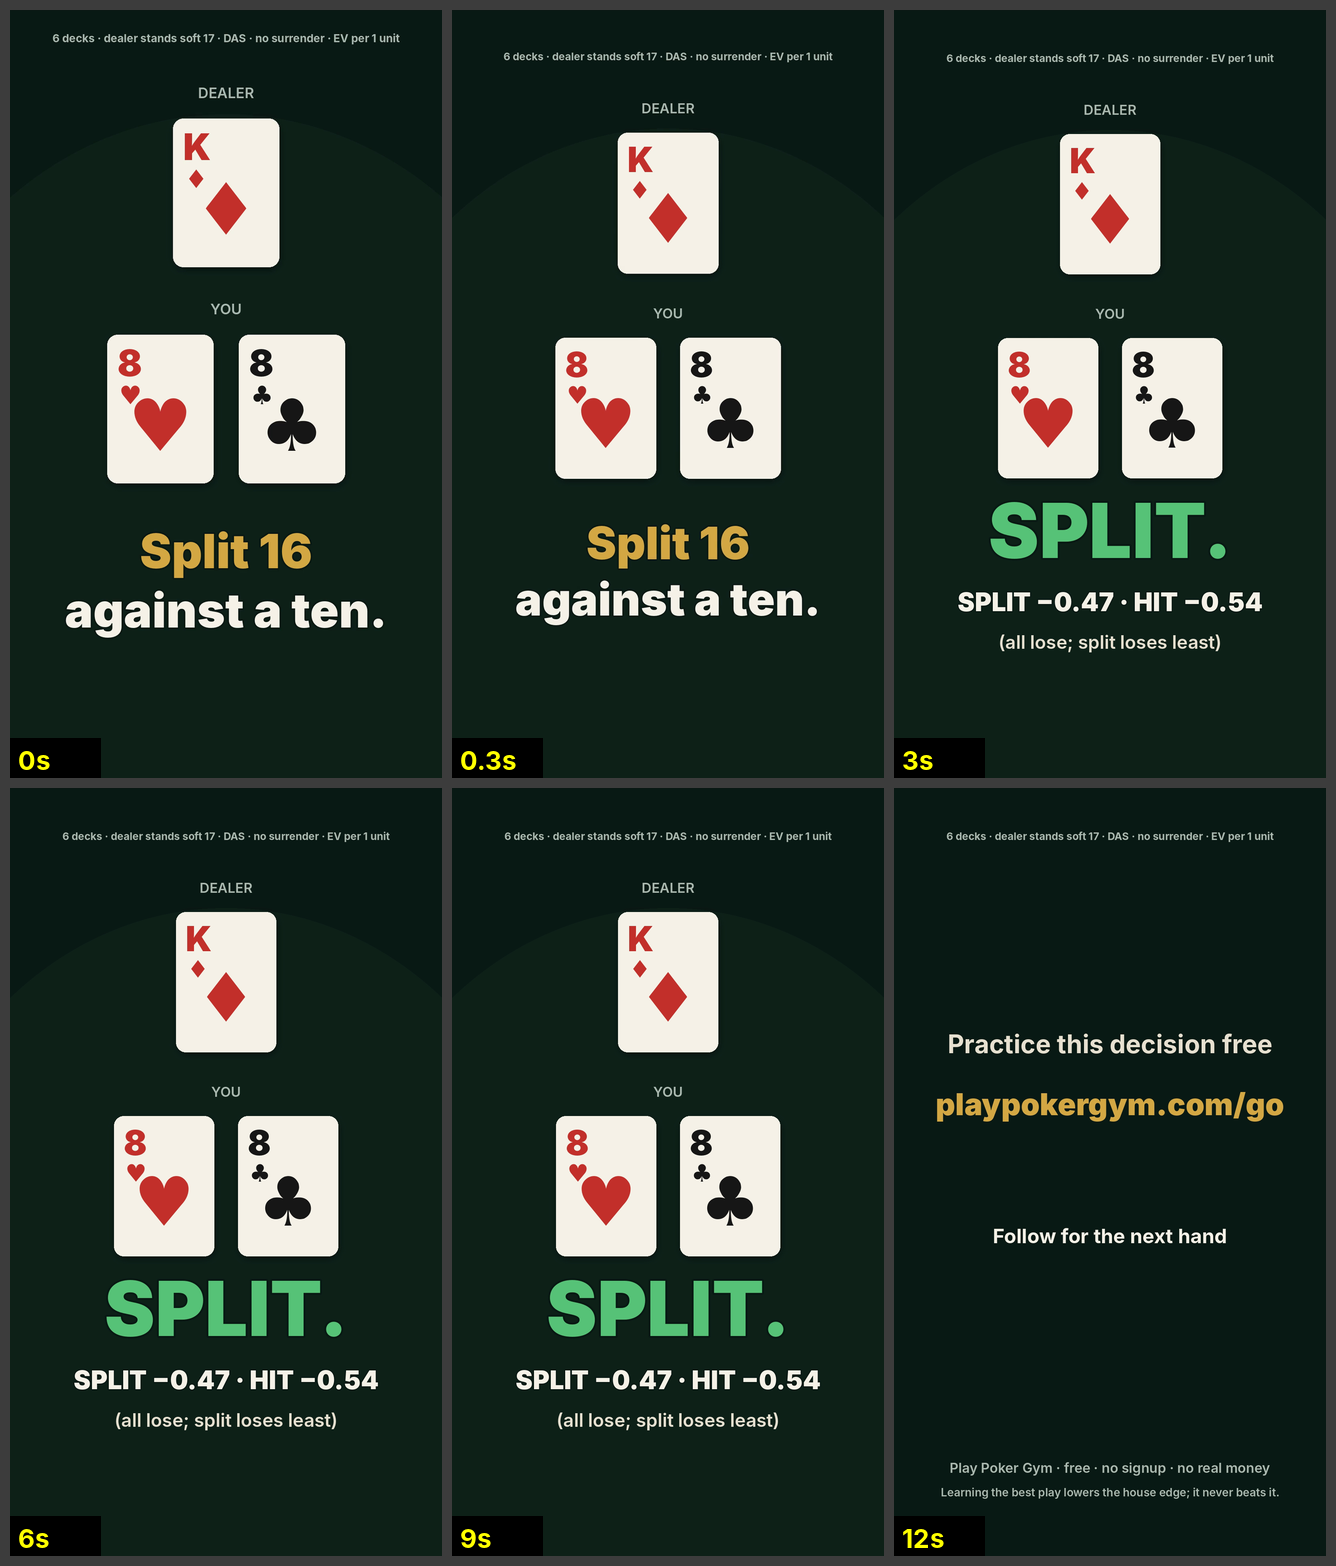 6 decks · dealer stands soft 17 · DAS · no surrender · EV per 1 unit
DEALER
K
YOU
8
8
Split 16
against a ten.
0s
6 decks · dealer stands soft 17 · DAS · no surrender · EV per 1 unit
DEALER
K
YOU
8
8
Split 16
against a ten.
0.3s
6 decks · dealer stands soft 17 · DAS · no surrender · EV per 1 unit
DEALER
K
YOU
8
8
SPLIT.
SPLIT −0.47 · HIT −0.54
(all lose; split loses least)
3s
6 decks · dealer stands soft 17 · DAS · no surrender · EV per 1 unit
DEALER
K
YOU
8
8
SPLIT.
SPLIT −0.47 · HIT −0.54
(all lose; split loses least)
6s
6 decks · dealer stands soft 17 · DAS · no surrender · EV per 1 unit
DEALER
K
YOU
8
8
SPLIT.
SPLIT −0.47 · HIT −0.54
(all lose; split loses least)
9s
6 decks · dealer stands soft 17 · DAS · no surrender · EV per 1 unit
Practice this decision free
playpokergym.com/go
Follow for the next hand
Play Poker Gym · free · no signup · no real money
Learning the best play lowers the house edge; it never beats it.
12s